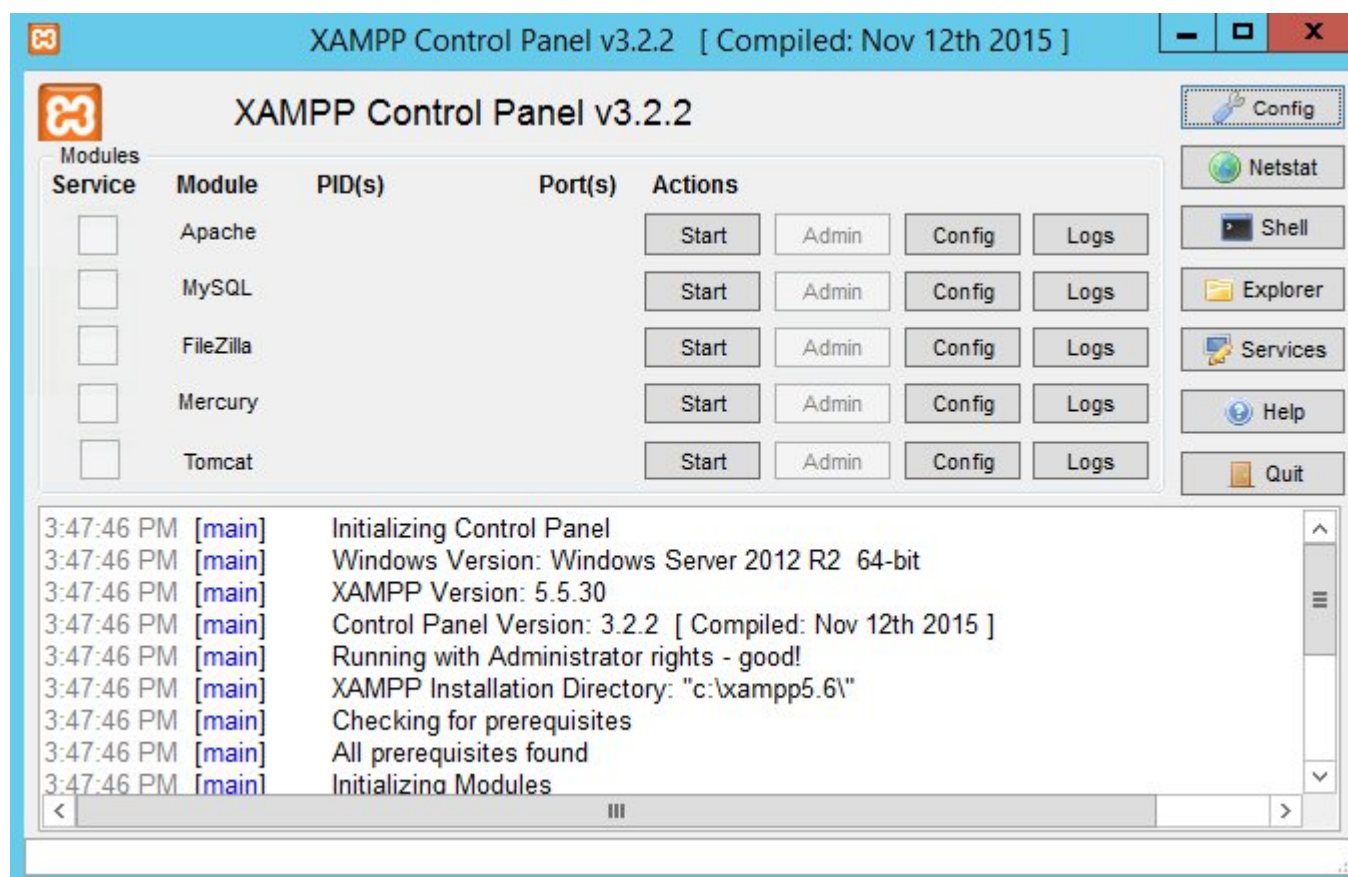 XAMPP Control Panel v3.2.2 [ Compiled: Nov 12th 2015 ]
XAMPP Control Panel v3.2.2
Config
Modules
Netstat
Service Module PID(s) Port(s) Actions
Apache Start Admin Config Logs
Shell
MySQL Start Admin Config Logs
Explorer
FileZilla Start Admin Config Logs
Services
Mercury Start Admin Config Logs
Help
Tomcat Start Admin Config Logs
Quit
3:47:46 PM [main] Initializing Control Panel
3:47:46 PM [main] Windows Version: Windows Server 2012 R2 64-bit
3:47:46 PM [main] XAMPP Version: 5.5.30
3:47:46 PM [main] Control Panel Version: 3.2.2 [ Compiled: Nov 12th 2015 ]
3:47:46 PM [main] Running with Administrator rights - good!
3:47:46 PM [main] XAMPP Installation Directory: "c:\xampp5.6\"
3:47:46 PM [main] Checking for prerequisites
3:47:46 PM [main] All prerequisites found
3:47:46 PM [main] Initializing Modules